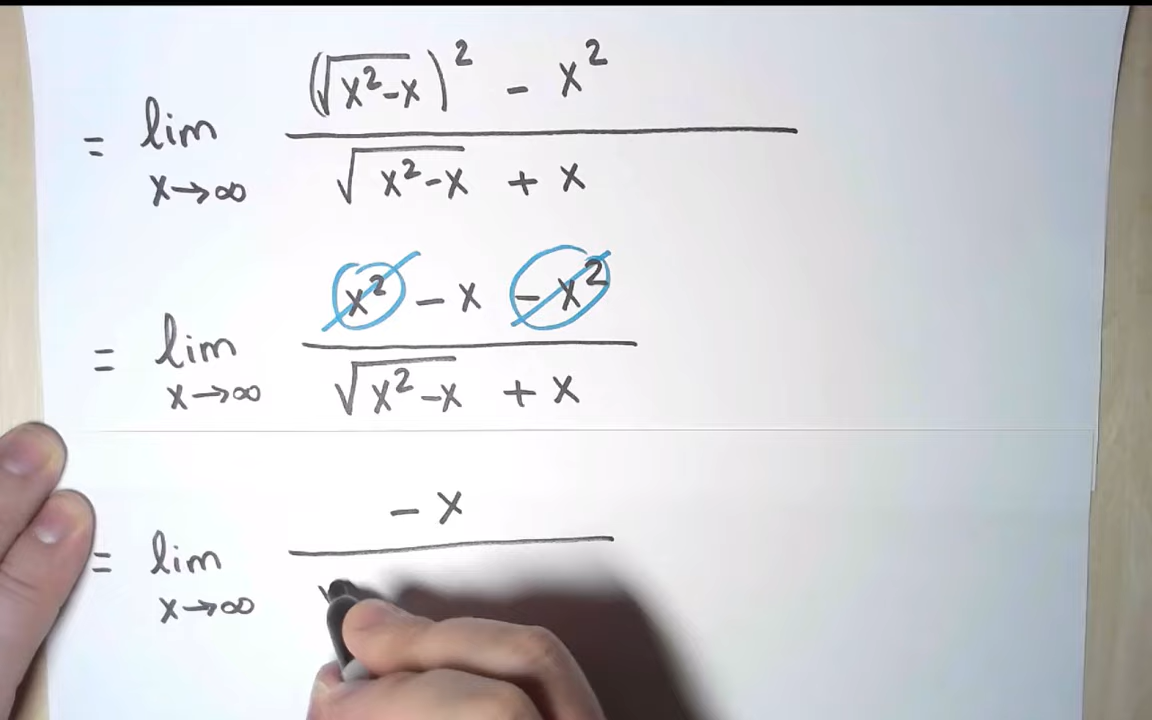 = lim x→∞ ((√(x²-x))² - x²) / (√(x²-x) + x)
= lim x→∞ (x² - x - x²) / (√(x²-x) + x)
= lim x→∞ - x